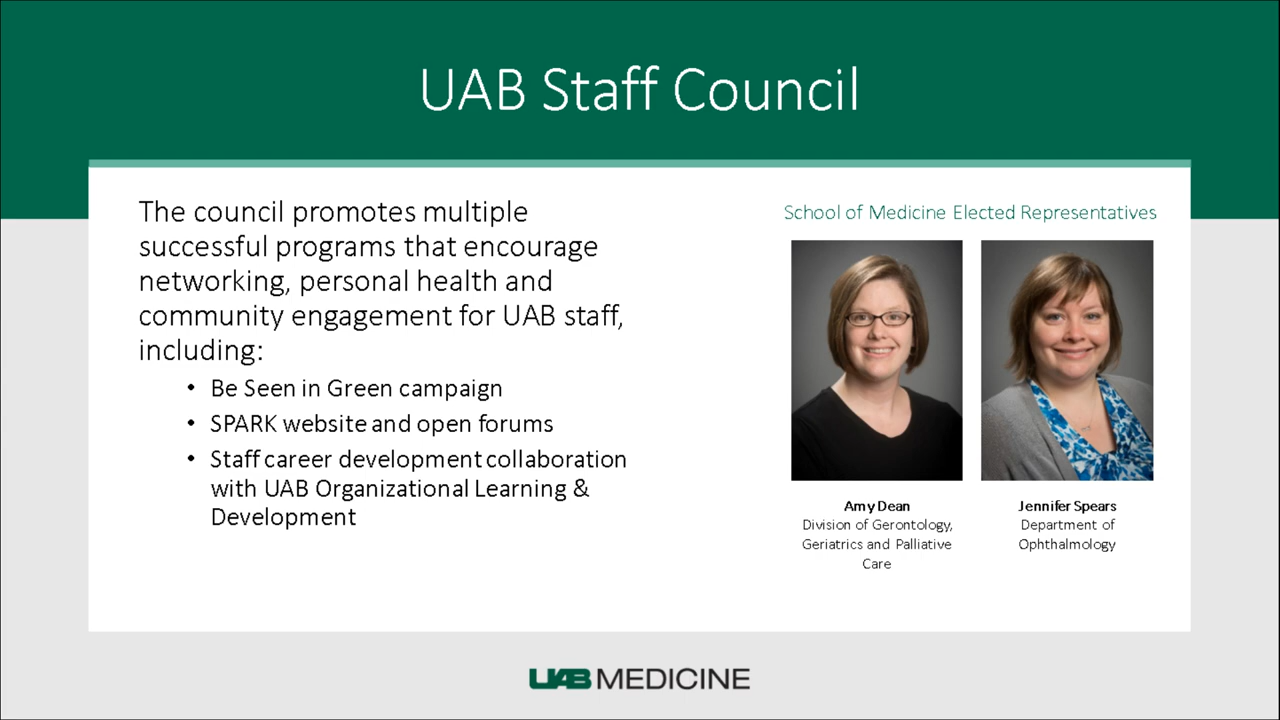 UAB Staff Council
The council promotes multiple
successful programs that encourage
networking, personal health and
community engagement for UAB staff,
including:
• Be Seen in Green campaign
• SPARK website and open forums
• Staff career development collaboration
with UAB Organizational Learning &
Development
School of Medicine Elected Representatives
Amy Dean
Division of Gerontology,
Geriatrics and Palliative
Care
Jennifer Spears
Department of
Ophthalmology
UAB MEDICINE